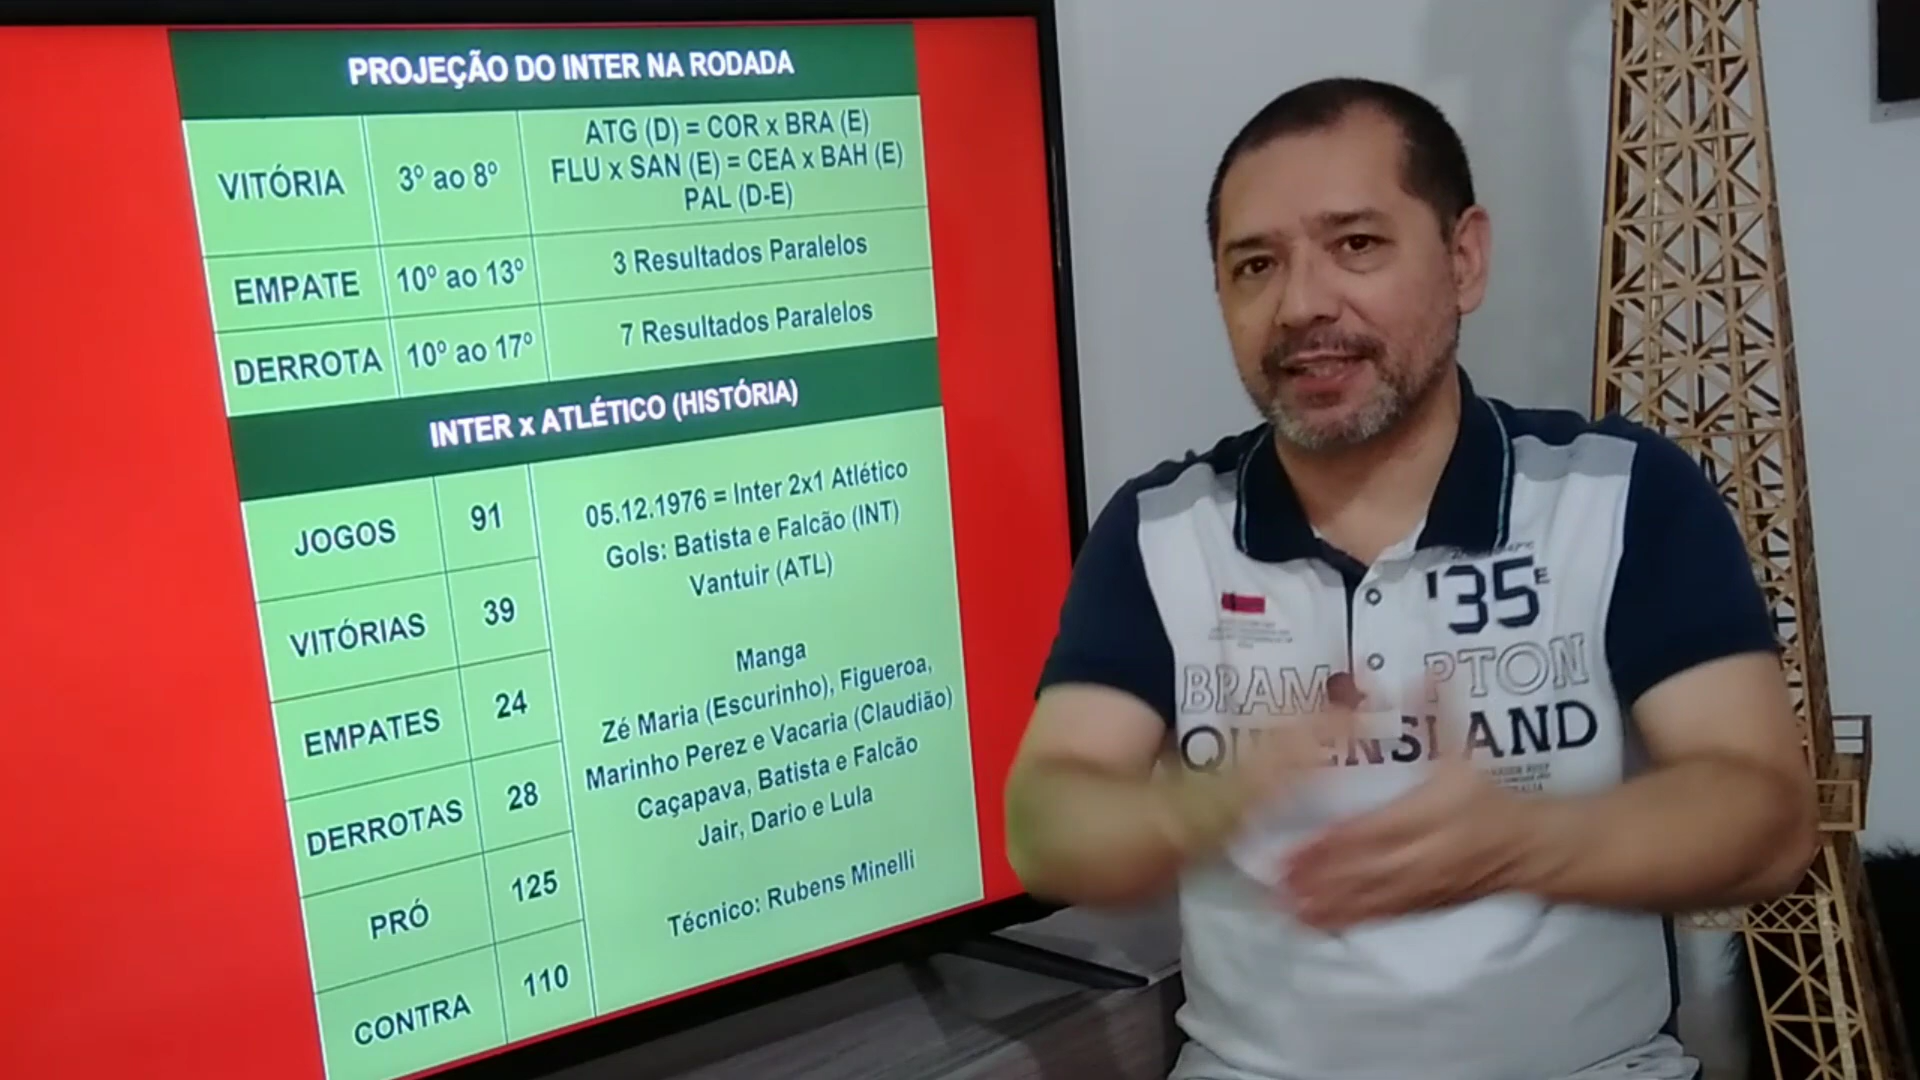 PROJEÇÃO DO INTER NA RODADA
VITÓRIA
3º ao 8º
ATG (D) = COR x BRA (E)
FLU x SAN (E) = CEA x BAH (E)
PAL (D-E)
EMPATE
10º ao 13º
3 Resultados Paralelos
DERROTA
10º ao 17º
7 Resultados Paralelos
INTER x ATLÉTICO (HISTÓRIA)
JOGOS
91
VITÓRIAS
39
EMPATES
24
DERROTAS
28
PRÓ
125
CONTRA
110
05.12.1976 = Inter 2x1 Atlético
Gols: Batista e Falcão (INT)
Vantuir (ATL)
Manga
Zé Maria (Escurinho), Figueroa,
Marinho Perez e Vacaria (Claudião)
Caçapava, Batista e Falcão
Jair, Dario e Lula
Técnico: Rubens Minelli
'35E
BRAM PTON
QUEENSLAND